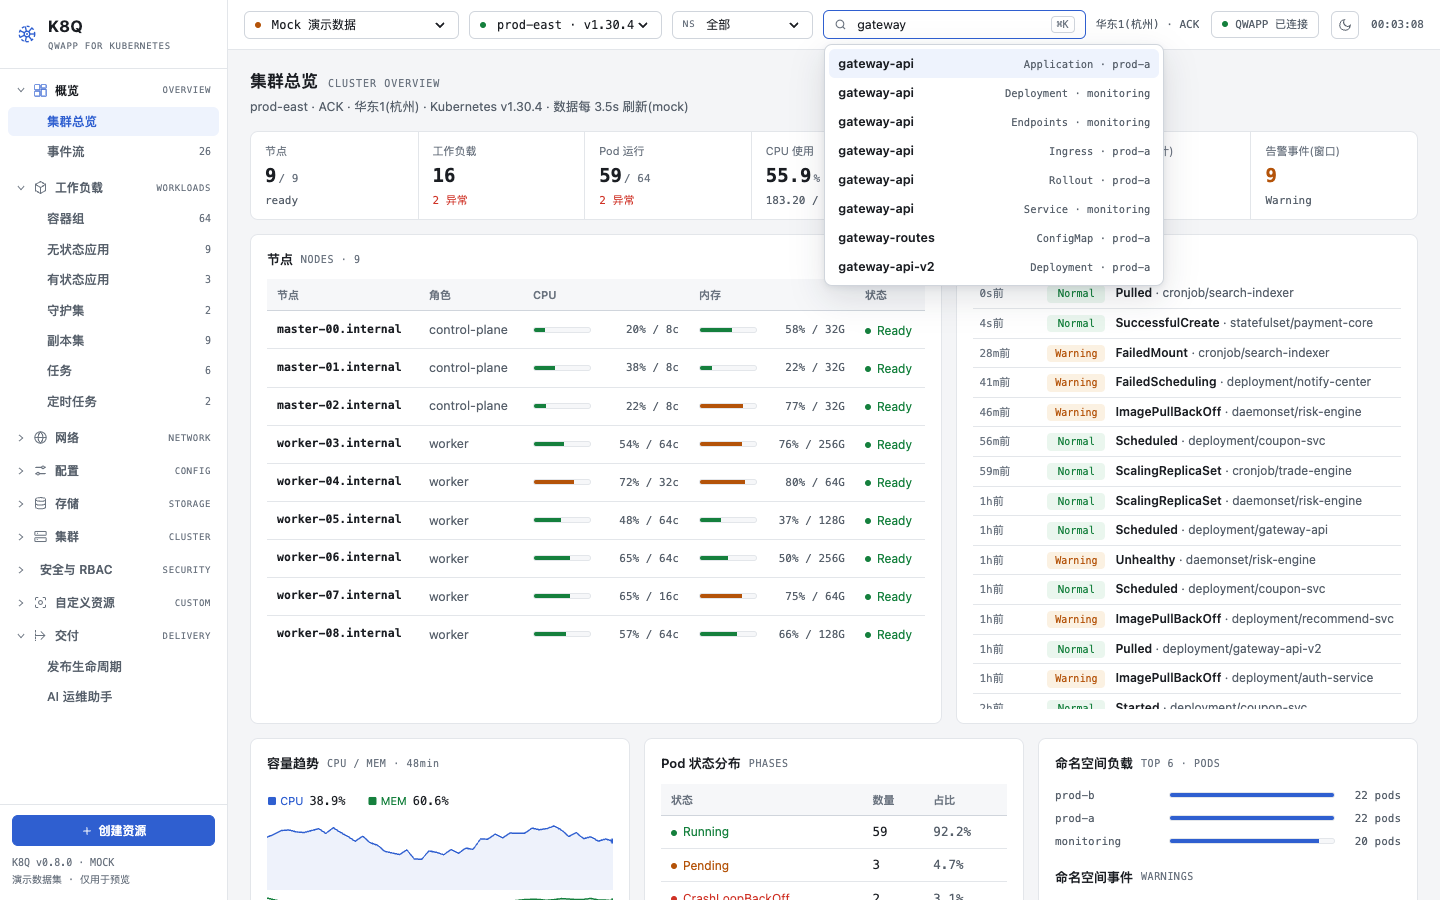 K8Q
QWAPP FOR KUBERNETES
Mock 演示数据
prod-east · v1.30.4
NS 全部
gateway ⌘K
华东1(杭州) · ACK
QWAPP 已连接
00:03:08
概览 OVERVIEW
集群总览
事件流 26
工作负载 WORKLOADS
容器组 64
无状态应用 9
有状态应用 3
守护集 2
副本集 9
任务 6
定时任务 2
网络 NETWORK
配置 CONFIG
存储 STORAGE
集群 CLUSTER
安全与 RBAC SECURITY
自定义资源 CUSTOM
交付 DELIVERY
发布生命周期
AI 运维助手
+ 创建资源
K8Q v0.8.0 · MOCK
演示数据集 · 仅用于预览
gateway-api Application · prod-a
gateway-api Deployment · monitoring
gateway-api Endpoints · monitoring
gateway-api Ingress · prod-a
gateway-api Rollout · prod-a
gateway-api Service · monitoring
gateway-routes ConfigMap · prod-a
gateway-api-v2 Deployment · prod-a
集群总览 CLUSTER OVERVIEW
prod-east · ACK · 华东1(杭州) · Kubernetes v1.30.4 · 数据每 3.5s 刷新(mock)
节点
9 / 9
ready
工作负载
16
2 异常
Pod 运行
59 / 64
2 异常
CPU 使用
55.9 %
183.20 /
告警事件(窗口)
9
Warning
节点 NODES · 9
节点 角色 CPU 内存 状态
master-00.internal control-plane 20% / 8c 58% / 32G Ready
master-01.internal control-plane 38% / 8c 22% / 32G Ready
master-02.internal control-plane 22% / 8c 77% / 32G Ready
worker-03.internal worker 54% / 64c 76% / 256G Ready
worker-04.internal worker 72% / 32c 80% / 64G Ready
worker-05.internal worker 48% / 64c 37% / 128G Ready
worker-06.internal worker 65% / 64c 50% / 256G Ready
worker-07.internal worker 65% / 16c 75% / 64G Ready
worker-08.internal worker 57% / 64c 66% / 128G Ready
0s前 Normal Pulled · cronjob/search-indexer
4s前 Normal SuccessfulCreate · statefulset/payment-core
28m前 Warning FailedMount · cronjob/search-indexer
41m前 Warning FailedScheduling · deployment/notify-center
46m前 Warning ImagePullBackOff · daemonset/risk-engine
56m前 Normal Scheduled · deployment/coupon-svc
59m前 Normal ScalingReplicaSet · cronjob/trade-engine
1h前 Normal ScalingReplicaSet · daemonset/risk-engine
1h前 Normal Scheduled · deployment/gateway-api
1h前 Warning Unhealthy · daemonset/risk-engine
1h前 Normal Scheduled · deployment/coupon-svc
1h前 Warning ImagePullBackOff · deployment/recommend-svc
1h前 Normal Pulled · deployment/gateway-api-v2
1h前 Warning ImagePullBackOff · deployment/auth-service
2h前 Normal Started · deployment/coupon-svc
容量趋势 CPU / MEM · 48min
CPU 38.9% MEM 60.6%
Pod 状态分布 PHASES
状态 数量 占比
Running 59 92.2%
Pending 3 4.7%
CrashLoopBackOff 2 3.1%
命名空间负载 TOP 6 · PODS
prod-b 22 pods
prod-a 22 pods
monitoring 20 pods
命名空间事件 WARNINGS